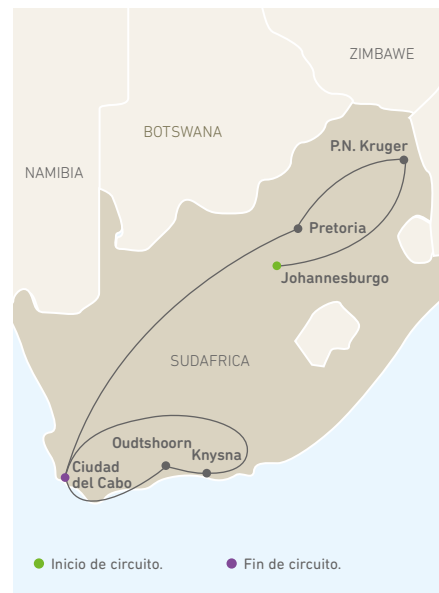 ZIMBAWE
BOTSWANA
P.N. Kruger
NAMIBIA
Pretoria
Johannesburgo
SUDAFRICA
Oudtshoorn
Knysna
Ciudad
del Cabo
Inicio de circuito.
Fin de circuito.